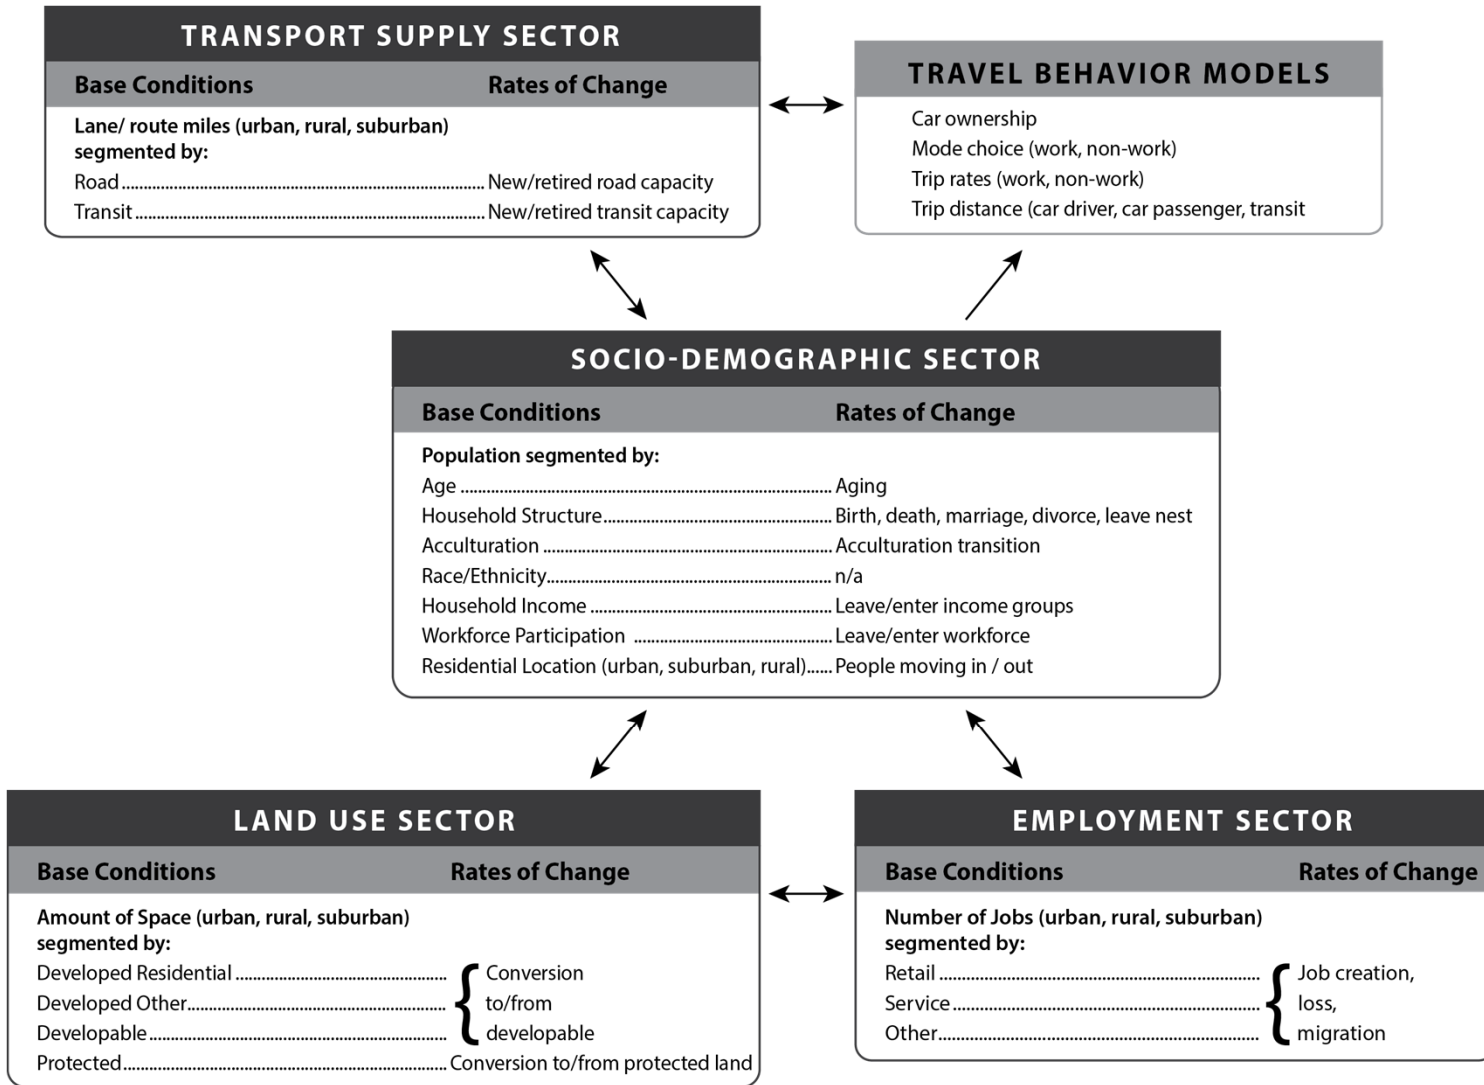 TRANSPORT SUPPLY SECTOR
Base Conditions Rates of Change
Lane/ route miles (urban, rural, suburban)
segmented by:
Road........................................................................................New/retired road capacity
Transit.....................................................................................New/retired transit capacity
TRAVEL BEHAVIOR MODELS
Car ownership
Mode choice (work, non-work)
Trip rates (work, non-work)
Trip distance (car driver, car passenger, transit
SOCIO-DEMOGRAPHIC SECTOR
Base Conditions Rates of Change
Population segmented by:
Age ......................................................................................Aging
Household Structure.....................................................Birth, death, marriage, divorce, leave nest
Acculturation ...................................................................Acculturation transition
Race/Ethnicity..................................................................n/a
Household Income ........................................................Leave/enter income groups
Workforce Participation ..............................................Leave/enter workforce
Residential Location (urban, suburban, rural)......People moving in / out
LAND USE SECTOR
Base Conditions Rates of Change
Amount of Space (urban, rural, suburban)
segmented by:
Developed Residential ................................................. { Conversion
Developed Other............................................................ to/from
Developable..................................................................... developable
Protected...........................................................................Conversion to/from protected land
EMPLOYMENT SECTOR
Base Conditions Rates of Change
Number of Jobs (urban, rural, suburban)
segmented by:
Retail .......................................................................... { Job creation,
Service....................................................................... loss,
Other.......................................................................... migration